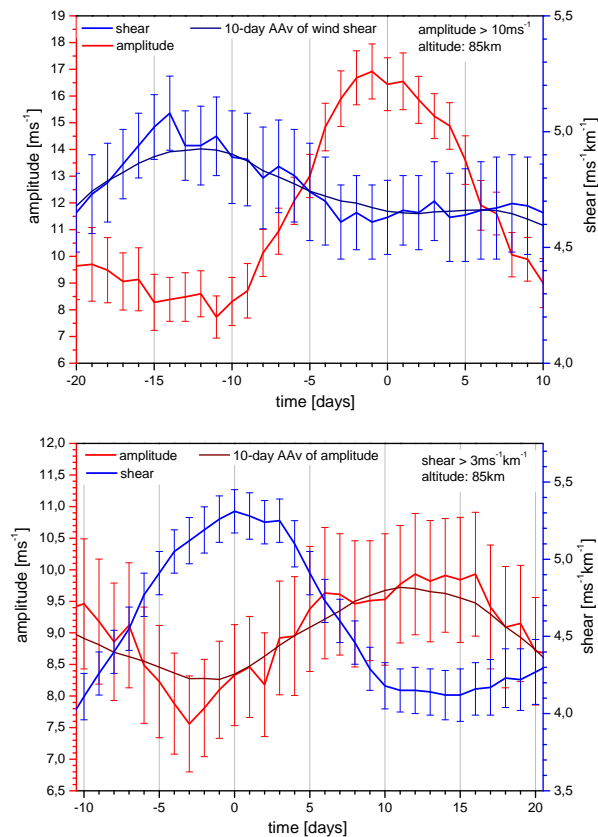 shear 10-day AAv of wind shear amplitude > 10ms⁻¹
amplitude altitude: 85km
19
18
17
16
15
14
13
12
11
10
9
8
7
6
amplitude [ms⁻¹]
5,5
5,0
4,5
4,0
shear [ms⁻¹km⁻¹]
-20 -15 -10 -5 0 5 10
time [days]
amplitude 10-day AAv of amplitude shear > 3ms⁻¹km⁻¹
shear altitude: 85km
12,0
11,5
11,0
10,5
10,0
9,5
9,0
8,5
8,0
7,5
7,0
6,5
amplitude [ms⁻¹]
5,5
5,0
4,5
4,0
3,5
shear [ms⁻¹km⁻¹]
-10 -5 0 5 10 15 20
time [days]